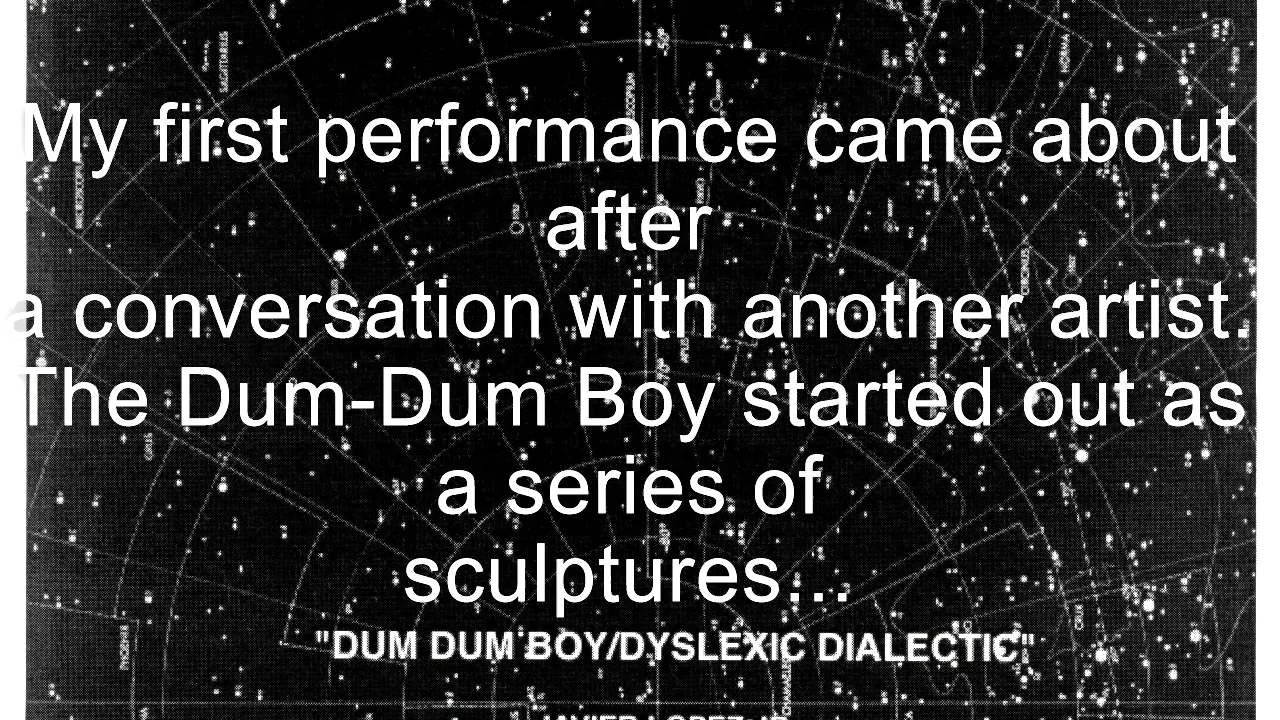 My first performance came about
after
a conversation with another artist.
The Dum-Dum Boy started out as
a series of
sculptures...
"DUM DUM BOY/DYSLEXIC DIALECTIC"